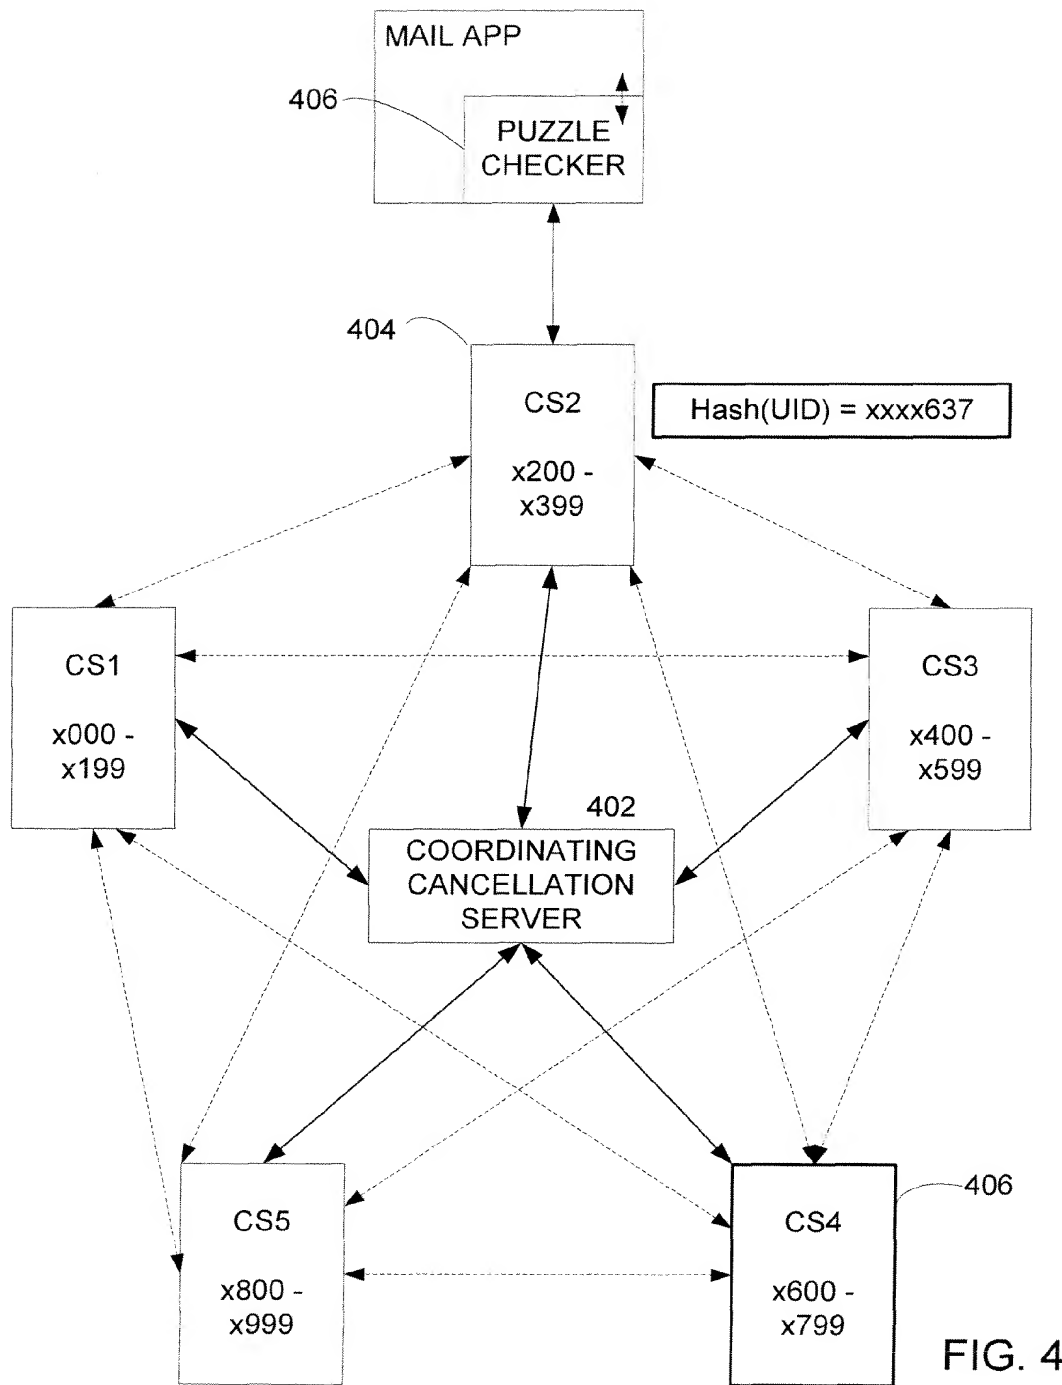 MAIL APP
406
PUZZLE
CHECKER
404
CS2
Hash(UID) = xxxx637
x200 -
x399
CS1
x000 -
x199
CS3
x400 -
x599
402
COORDINATING
CANCELLATION
SERVER
CS5
x800 -
x999
CS4
x600 -
x799
406
FIG. 4